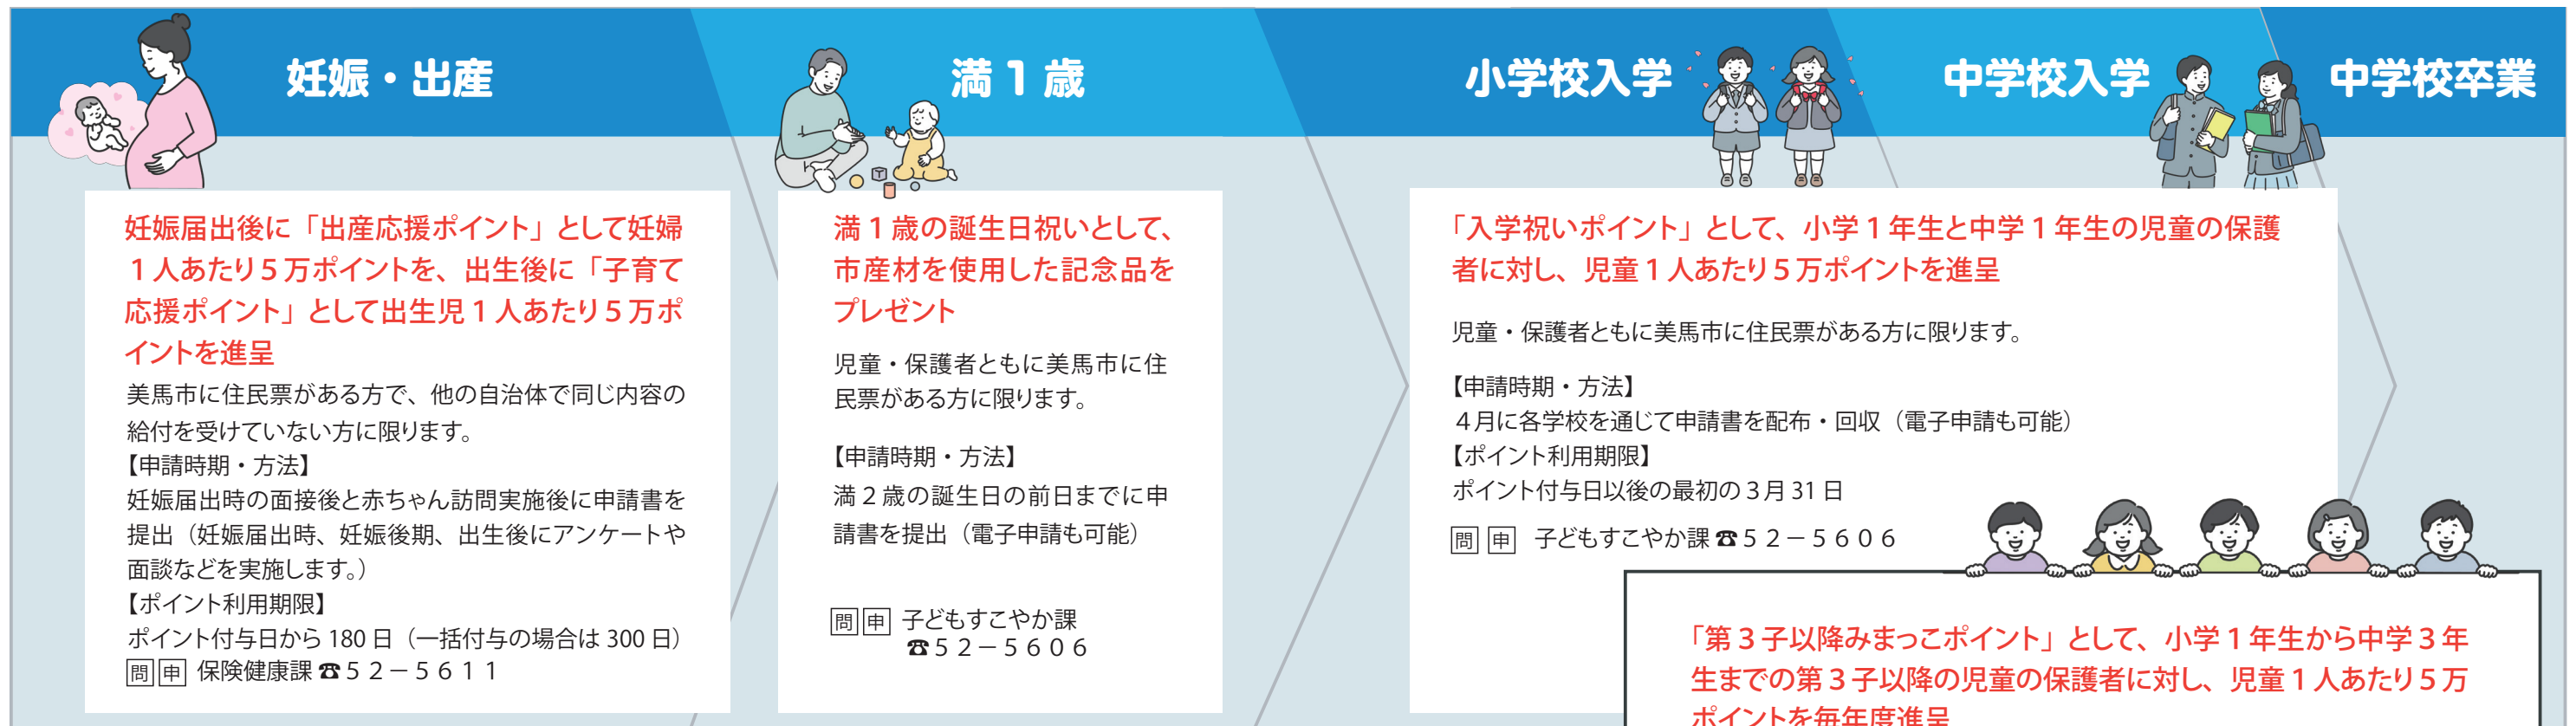 妊娠・出産
満1歳
小学校入学
中学校入学
中学校卒業
妊娠届出後に「出産応援ポイント」として妊婦
1人あたり5万ポイントを、出生後に「子育て
応援ポイント」として出生児1人あたり5万ポ
イントを進呈
美馬市に住民票がある方で、他の自治体で同じ内容の
給付を受けていない方に限ります。
【申請時期・方法】
妊娠届出時の面接後と赤ちゃん訪問実施後に申請書を
提出（妊娠届出時、妊娠後期、出生後にアンケートや
面談などを実施します。）
【ポイント利用期限】
ポイント付与日から180日（一括付与の場合は300日）
問 申 保険健康課☎52－5611
満1歳の誕生日祝いとして、
市産材を使用した記念品を
プレゼント
児童・保護者ともに美馬市に住
民票がある方に限ります。
【申請時期・方法】
満2歳の誕生日の前日までに申
請書を提出（電子申請も可能）
問 申 子どもすこやか課
☎52－5606
「入学祝いポイント」として、小学1年生と中学1年生の児童の保護
者に対し、児童1人あたり5万ポイントを進呈
児童・保護者ともに美馬市に住民票がある方に限ります。
【申請時期・方法】
4月に各学校を通じて申請書を配布・回収（電子申請も可能）
【ポイント利用期限】
ポイント付与日以後の最初の3月31日
問 申 子どもすこやか課☎52－5606
「第3子以降みまっこポイント」として、小学1年生から中学3年
生までの第3子以降の児童の保護者に対し、児童1人あたり5万
ポイントを毎年度進呈